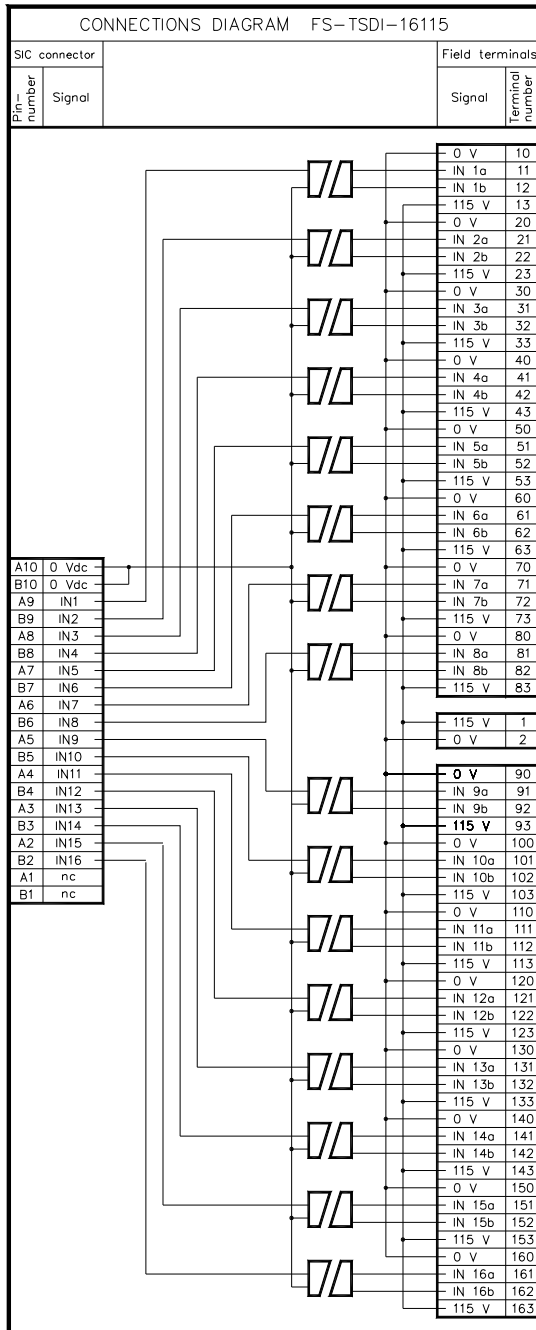 CONNECTIONS DIAGRAM FS-TSDI-16115
SIC connector Field terminals
Pin-number Signal Signal Terminal number
0 V 10
IN 1a 11
IN 1b 12
115 V 13
0 V 20
IN 2a 21
IN 2b 22
115 V 23
0 V 30
IN 3a 31
IN 3b 32
115 V 33
0 V 40
IN 4a 41
IN 4b 42
115 V 43
0 V 50
IN 5a 51
IN 5b 52
115 V 53
0 V 60
IN 6a 61
IN 6b 62
115 V 63
A10 0 Vdc 0 V 70
B10 0 Vdc IN 7a 71
A9 IN1 IN 7b 72
B9 IN2 115 V 73
A8 IN3 0 V 80
B8 IN4 IN 8a 81
A7 IN5 IN 8b 82
B7 IN6 115 V 83
A6 IN7
B6 IN8 115 V 1
A5 IN9 0 V 2
B5 IN10
A4 IN11 0 V 90
B4 IN12 IN 9a 91
A3 IN13 IN 9b 92
B3 IN14 115 V 93
A2 IN15 0 V 100
B2 IN16 IN 10a 101
A1 nc IN 10b 102
B1 nc 115 V 103
0 V 110
IN 11a 111
IN 11b 112
115 V 113
0 V 120
IN 12a 121
IN 12b 122
115 V 123
0 V 130
IN 13a 131
IN 13b 132
115 V 133
0 V 140
IN 14a 141
IN 14b 142
115 V 143
0 V 150
IN 15a 151
IN 15b 152
115 V 153
0 V 160
IN 16a 161
IN 16b 162
115 V 163